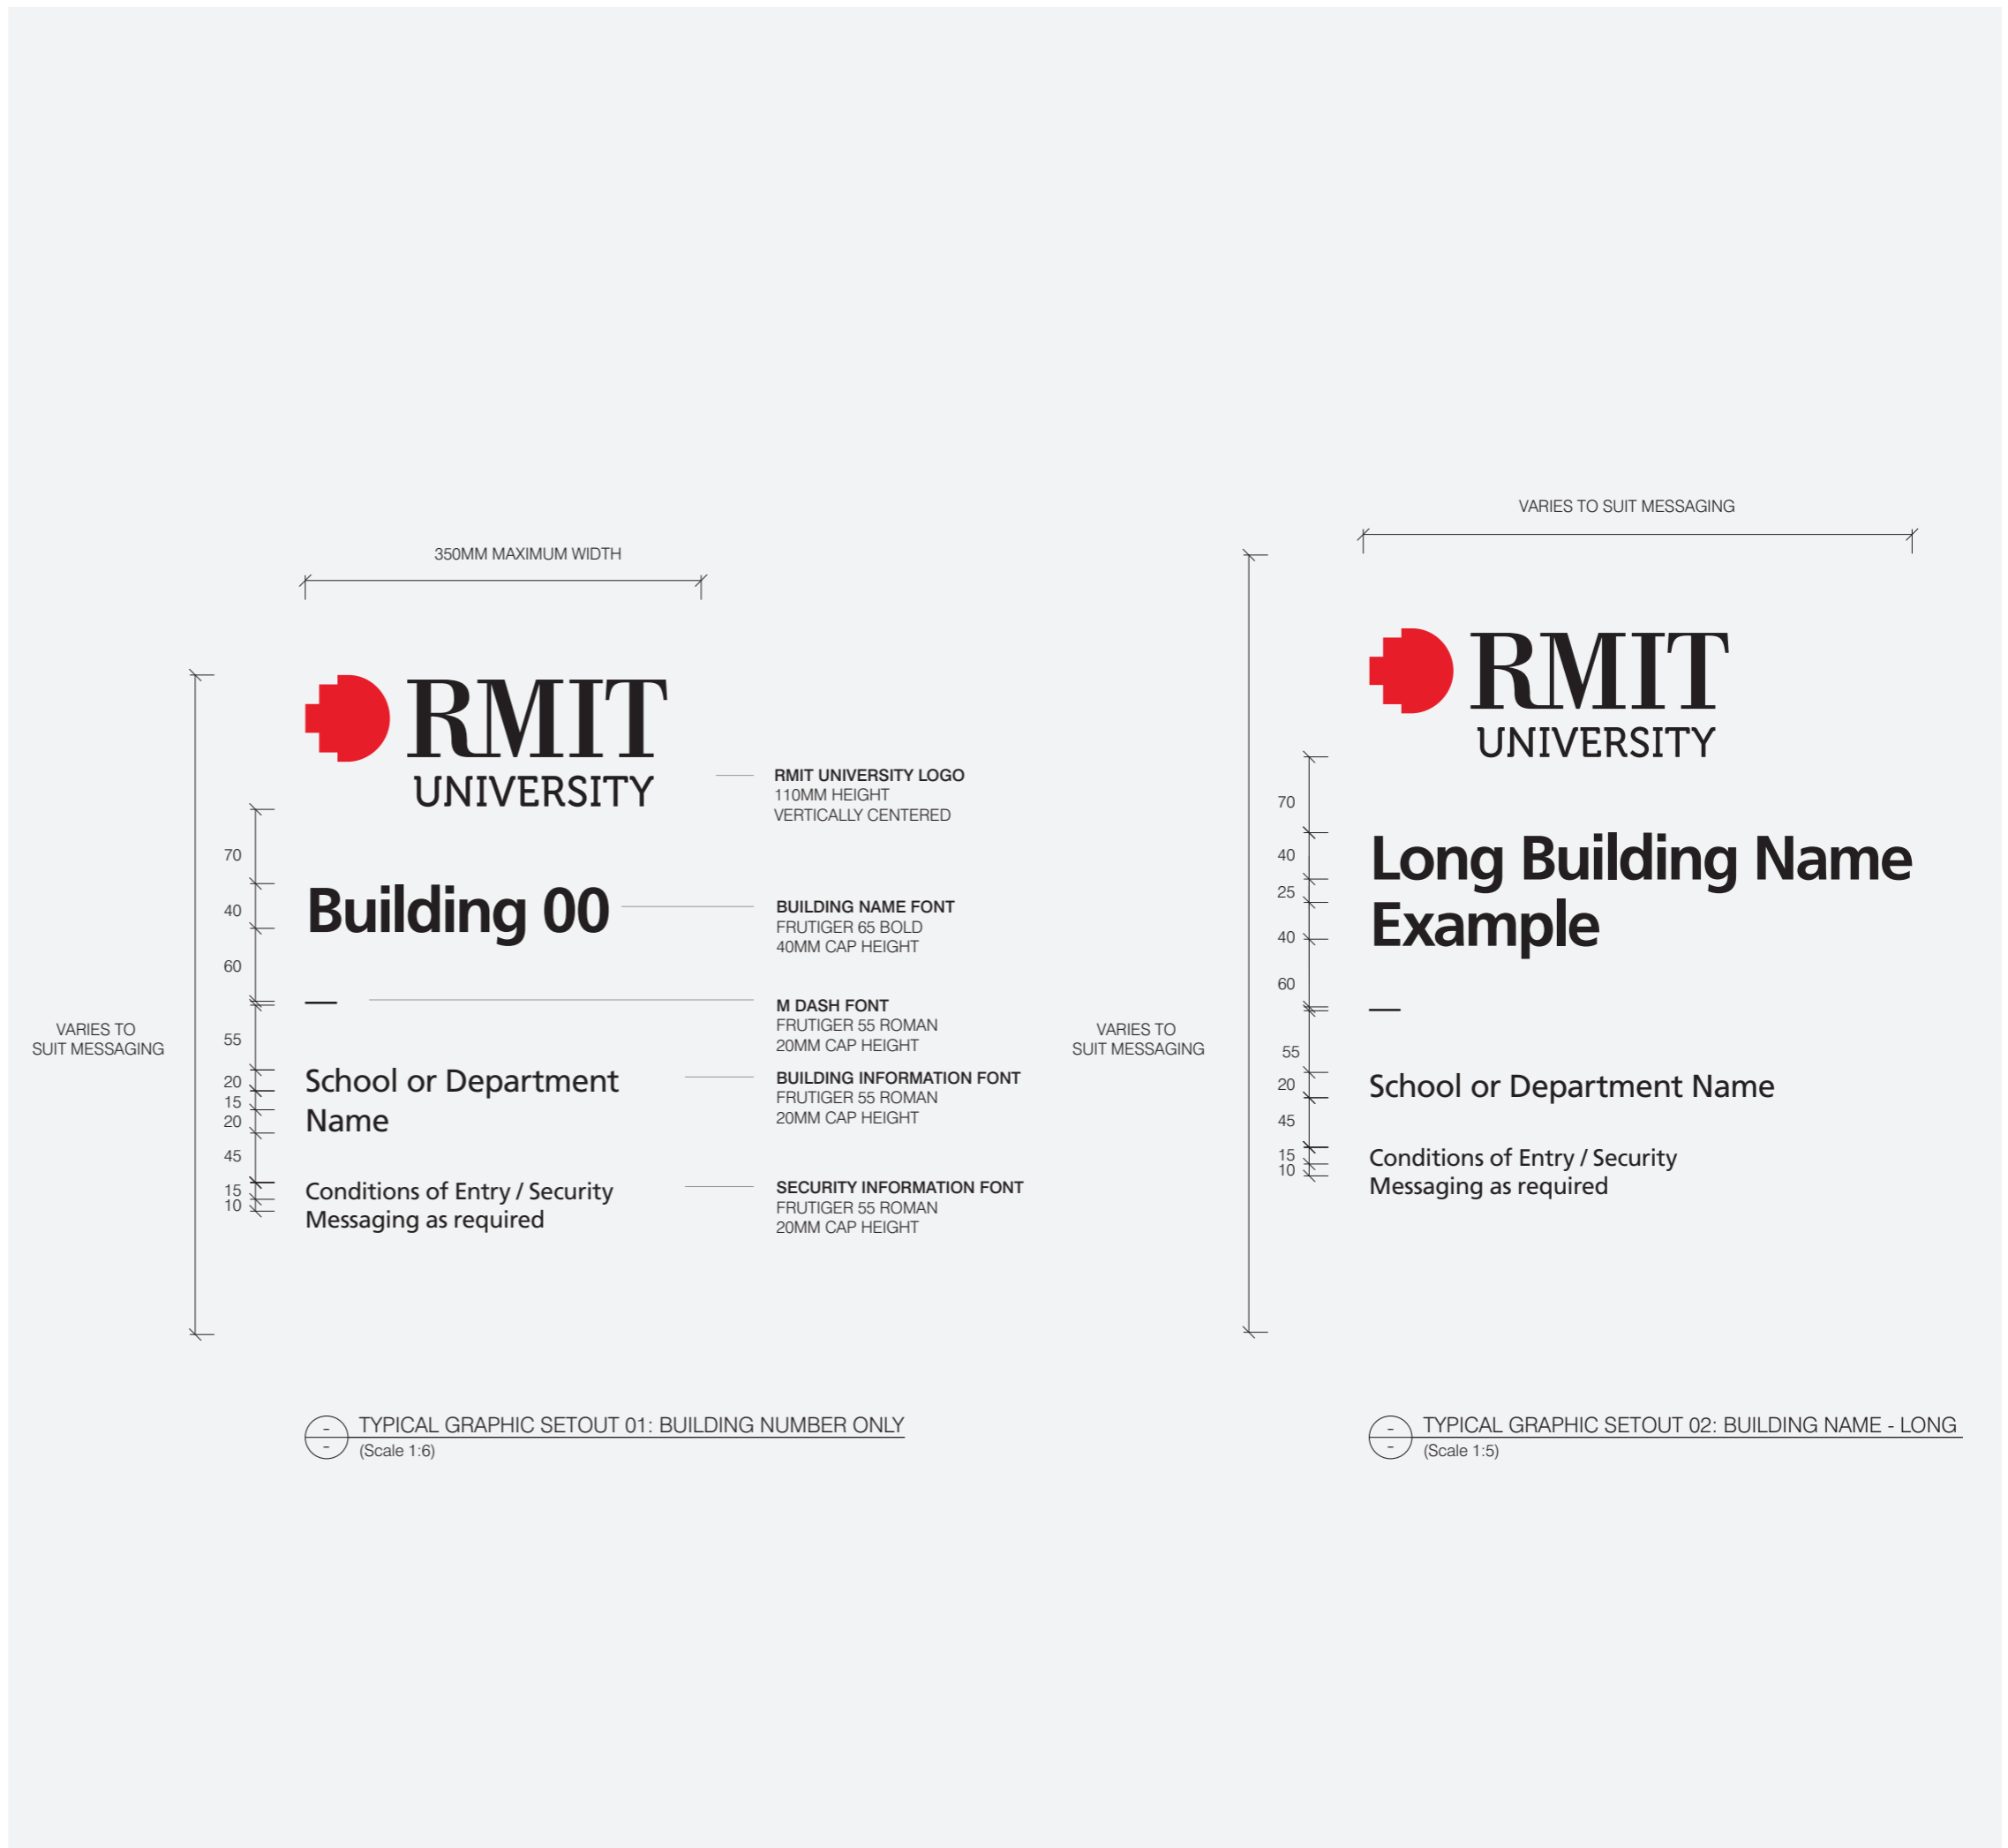 350MM MAXIMUM WIDTH
RMIT
UNIVERSITY
RMIT UNIVERSITY LOGO
110MM HEIGHT
VERTICALLY CENTERED
70
40
60
55
20
15
20
45
15
10
VARIES TO
SUIT MESSAGING
Building 00
BUILDING NAME FONT
FRUTIGER 65 BOLD
40MM CAP HEIGHT
—
M DASH FONT
FRUTIGER 55 ROMAN
20MM CAP HEIGHT
School or Department
Name
BUILDING INFORMATION FONT
FRUTIGER 55 ROMAN
20MM CAP HEIGHT
Conditions of Entry / Security
Messaging as required
SECURITY INFORMATION FONT
FRUTIGER 55 ROMAN
20MM CAP HEIGHT
-
-
TYPICAL GRAPHIC SETOUT 01: BUILDING NUMBER ONLY
(Scale 1:6)
VARIES TO SUIT MESSAGING
RMIT
UNIVERSITY
70
40
25
40
60
55
20
45
15
10
VARIES TO
SUIT MESSAGING
Long Building Name
Example
—
School or Department Name
Conditions of Entry / Security
Messaging as required
-
-
TYPICAL GRAPHIC SETOUT 02: BUILDING NAME - LONG
(Scale 1:5)